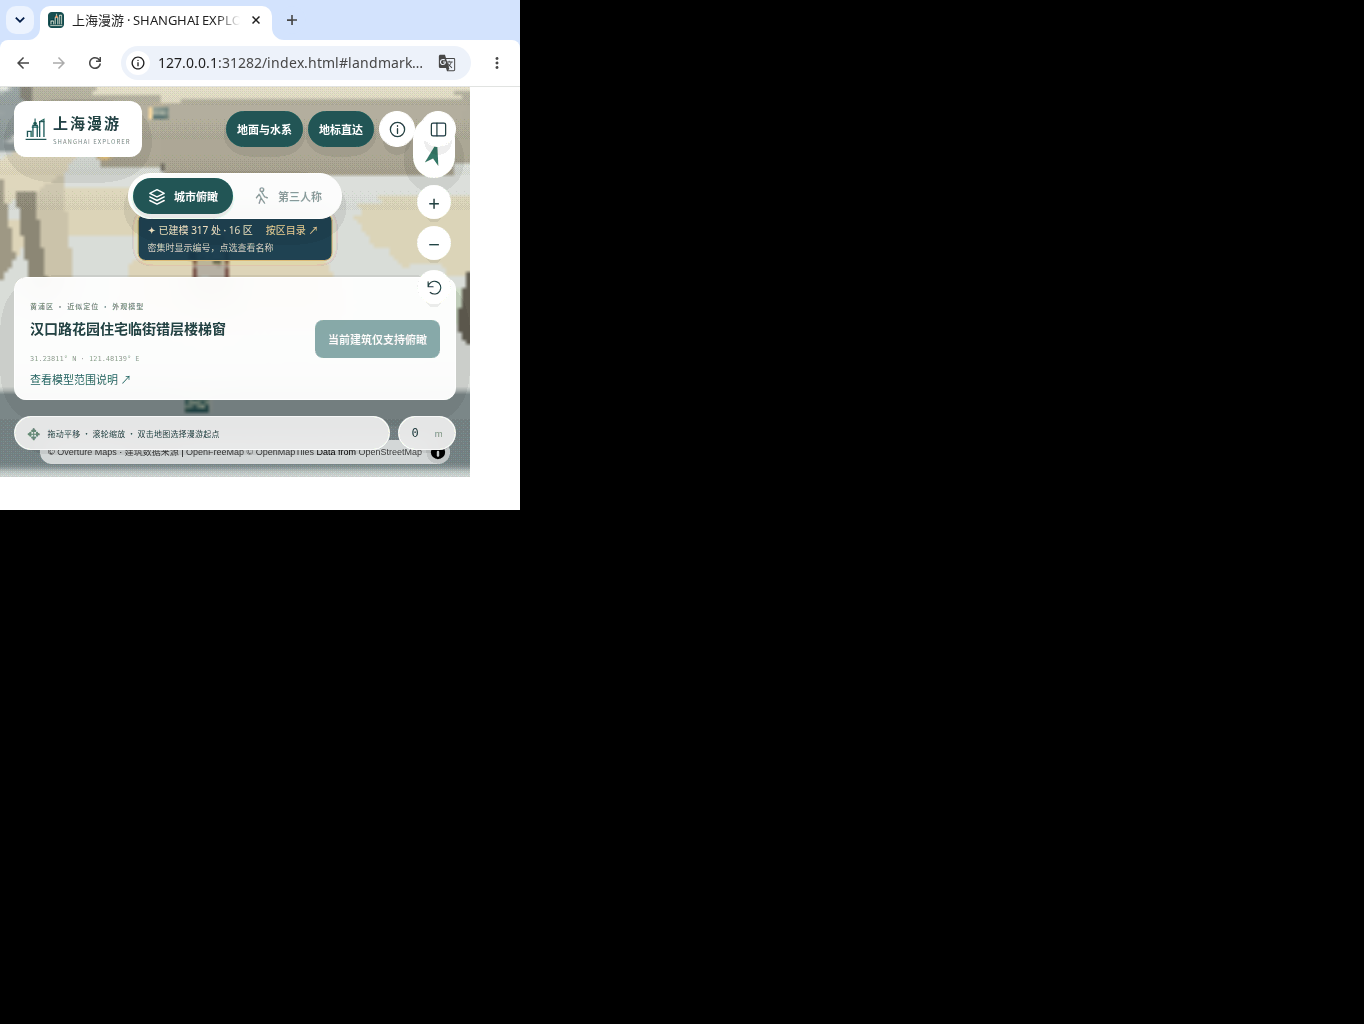 上海漫游 · SHANGHAI EXPLO
127.0.0.1:31282/index.html#landmark...
上海漫游
SHANGHAI EXPLORER
地面与水系
地标直达
城市俯瞰
第三人称
✦ 已建模 317 处 · 16 区 按区目录 ↗
密集时显示编号，点选查看名称
黄浦区 · 近似定位 · 外观模型
汉口路花园住宅临街错层楼梯窗
当前建筑仅支持俯瞰
31.23811° N · 121.48139° E
查看模型范围说明 ↗
拖动平移 · 滚轮缩放 · 双击地图选择漫游起点
0 m
© Overture Maps · 建筑数据来源 | OpenFreeMap © OpenMapTiles Data from OpenStreetMap